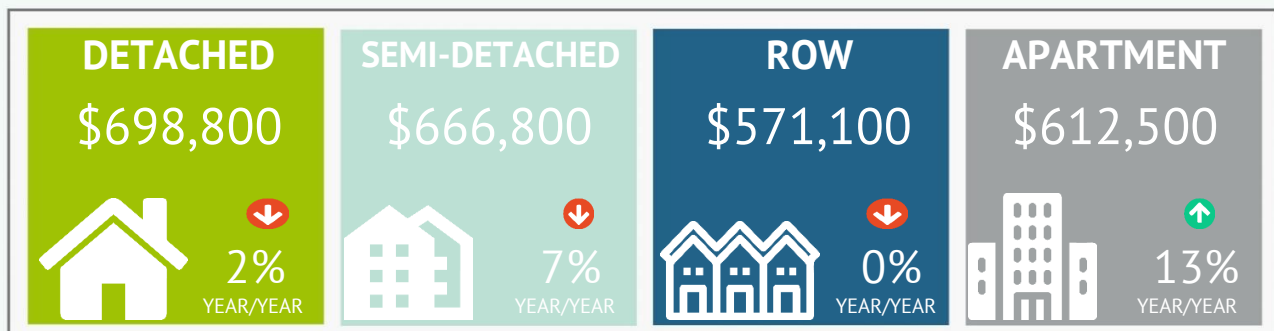 DETACHED
$698,800
2%
YEAR/YEAR
SEMI-DETACHED
$666,800
7%
YEAR/YEAR
ROW
$571,100
0%
YEAR/YEAR
APARTMENT
$612,500
13%
YEAR/YEAR